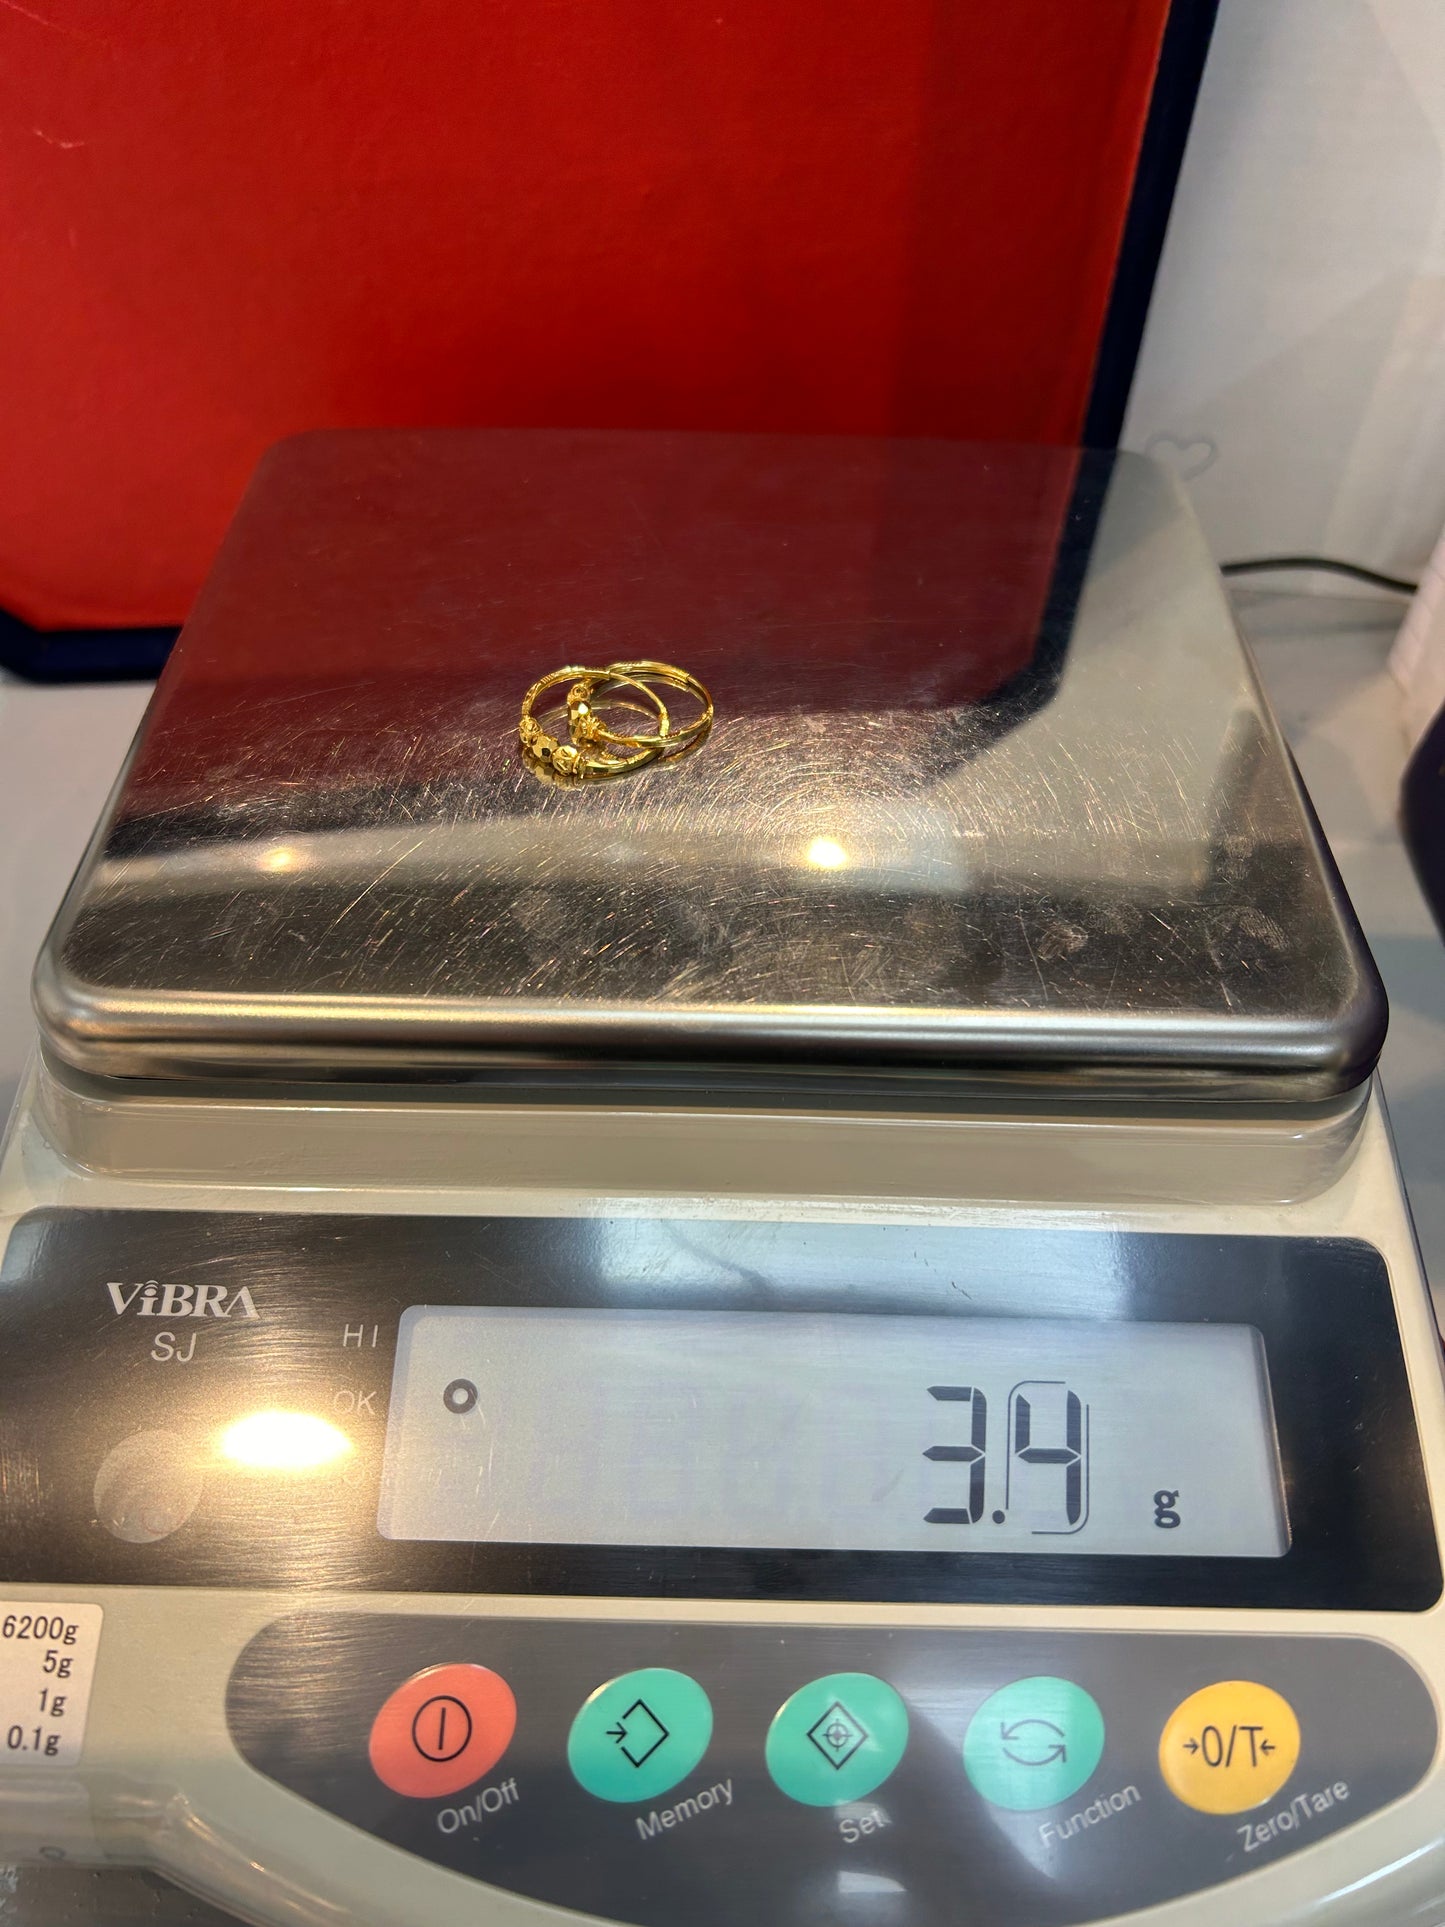 ViBRA
SJ
HI
OK
3.4 g
6200g
5g
1g
0.1g
On/Off
Memory
Set
Function
→0/T←
Zero/Tare